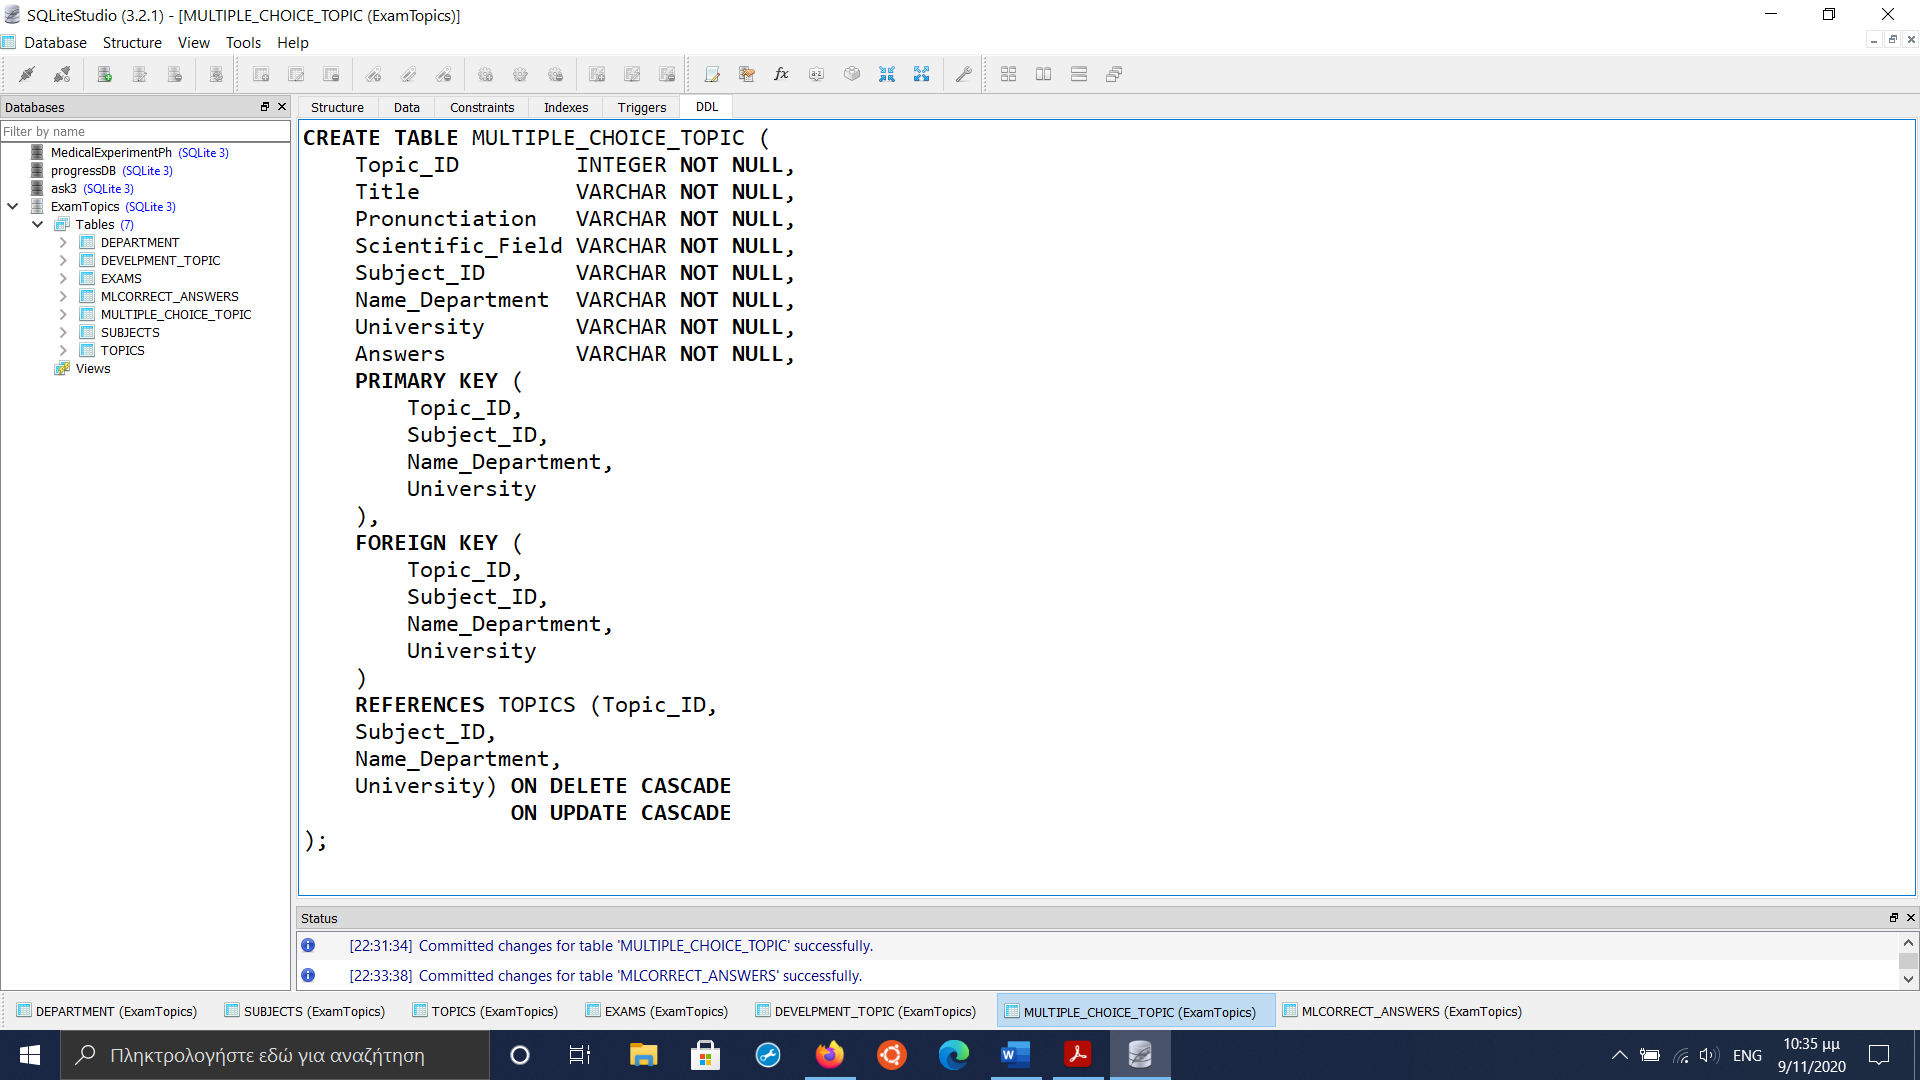 SQLiteStudio (3.2.1) - [MULTIPLE_CHOICE_TOPIC (ExamTopics)]
Database Structure View Tools Help
Databases
Filter by name
MedicalExperimentPh (SQLite 3)
progressDB (SQLite 3)
ask3 (SQLite 3)
ExamTopics (SQLite 3)
Tables (7)
DEPARTMENT
DEVELPMENT_TOPIC
EXAMS
MLCORRECT_ANSWERS
MULTIPLE_CHOICE_TOPIC
SUBJECTS
TOPICS
Views
Structure Data Constraints Indexes Triggers DDL
CREATE TABLE MULTIPLE_CHOICE_TOPIC (
Topic_ID INTEGER NOT NULL,
Title VARCHAR NOT NULL,
Pronunctiation VARCHAR NOT NULL,
Scientific_Field VARCHAR NOT NULL,
Subject_ID VARCHAR NOT NULL,
Name_Department VARCHAR NOT NULL,
University VARCHAR NOT NULL,
Answers VARCHAR NOT NULL,
PRIMARY KEY (
Topic_ID,
Subject_ID,
Name_Department,
University
),
FOREIGN KEY (
Topic_ID,
Subject_ID,
Name_Department,
University
)
REFERENCES TOPICS (Topic_ID,
Subject_ID,
Name_Department,
University) ON DELETE CASCADE
ON UPDATE CASCADE
);
Status
[22:31:34] Committed changes for table 'MULTIPLE_CHOICE_TOPIC' successfully.
[22:33:38] Committed changes for table 'MLCORRECT_ANSWERS' successfully.
DEPARTMENT (ExamTopics) SUBJECTS (ExamTopics) TOPICS (ExamTopics) EXAMS (ExamTopics) DEVELPMENT_TOPIC (ExamTopics) MULTIPLE_CHOICE_TOPIC (ExamTopics) MLCORRECT_ANSWERS (ExamTopics)
Πληκτρολογήστε εδώ για αναζήτηση
ENG
10:35 μμ
9/11/2020